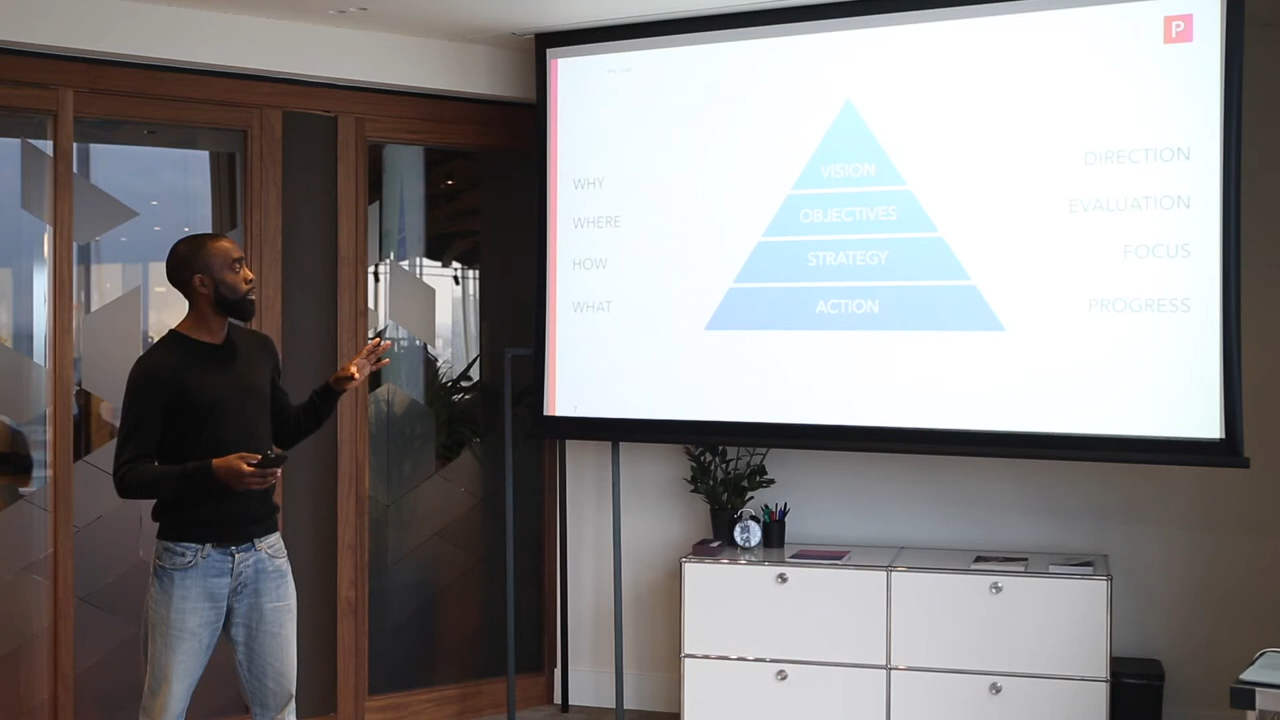 P
WHY
WHERE
HOW
WHAT
VISION
OBJECTIVES
STRATEGY
ACTION
DIRECTION
EVALUATION
FOCUS
PROGRESS